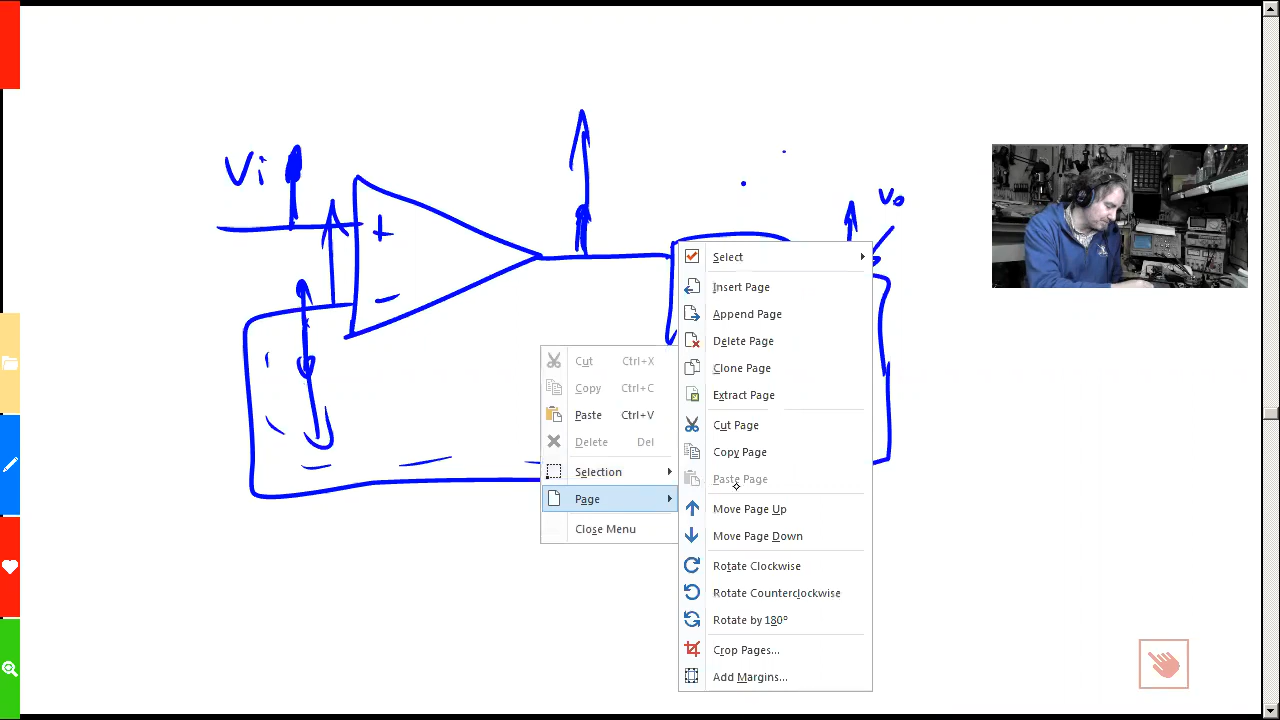 Vi
Vo
+
−
Select
Insert Page
Append Page
Delete Page
Clone Page
Extract Page
Cut Page
Copy Page
Paste Page
Move Page Up
Move Page Down
Rotate Clockwise
Rotate Counterclockwise
Rotate by 180°
Crop Pages...
Add Margins...
Cut Ctrl+X
Copy Ctrl+C
Paste Ctrl+V
Delete Del
Selection
Page
Close Menu